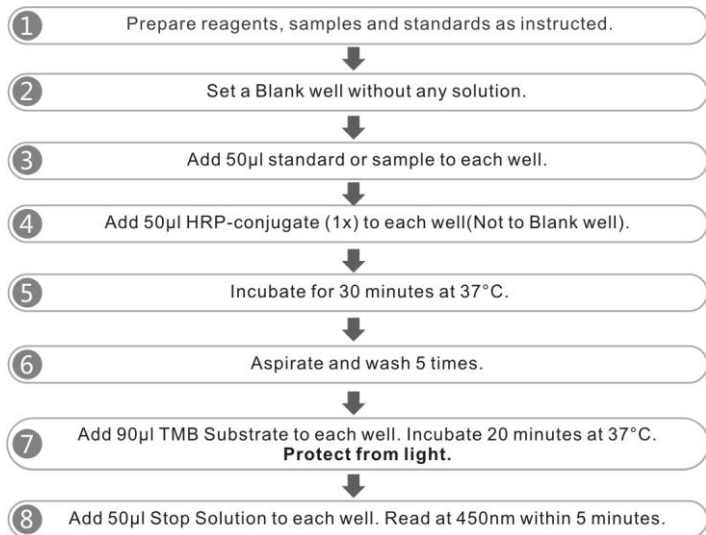 1 Prepare reagents, samples and standards as instructed.
2 Set a Blank well without any solution.
3 Add 50µl standard or sample to each well.
4 Add 50µl HRP-conjugate (1x) to each well(Not to Blank well).
5 Incubate for 30 minutes at 37°C.
6 Aspirate and wash 5 times.
7 Add 90µl TMB Substrate to each well. Incubate 20 minutes at 37°C.
Protect from light.
8 Add 50µl Stop Solution to each well. Read at 450nm within 5 minutes.